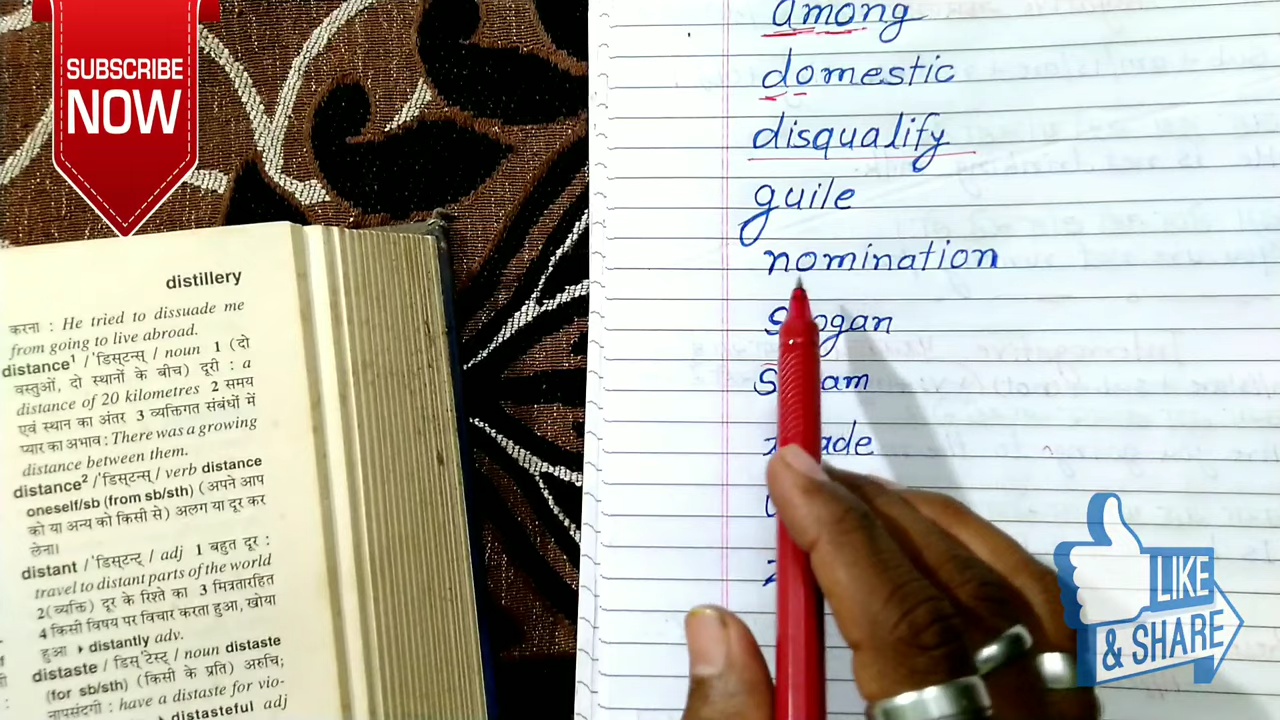 SUBSCRIBE
NOW
distillery
करना : He tried to dissuade me
from going to live abroad.
distance¹ /ˈडिस्टन्स् / noun 1 (दो
वस्तुओं, दो स्थानों के बीच) दूरी : a
distance of 20 kilometres 2 समय
एवं स्थान का अंतर 3 व्यक्तिगत संबंधों में
प्यार का अभाव : There was a growing
distance between them.
distance² /ˈडिस्टन्स् / verb distance
oneself/sb (from sb/sth) (अपने आप
को या अन्य को किसी से) अलग या दूर कर
लेना।
distant /ˈडिस्टन्ट् / adj 1 बहुत दूर :
travel to distant parts of the world
2 (व्यक्ति) दूर के रिश्ते का 3 मित्रतारहित
4 किसी विषय पर विचार करता हुआ, खोया
हुआ ▸ distantly adv.
distaste / डिस्ˈटेस्ट् / noun distaste
(for sb/sth) (किसी के प्रति) अरुचि;
नापसंदगी : have a distaste for vio-
▸ distasteful adj
among
domestic
disqualify
guile
nomination
LIKE
& SHARE